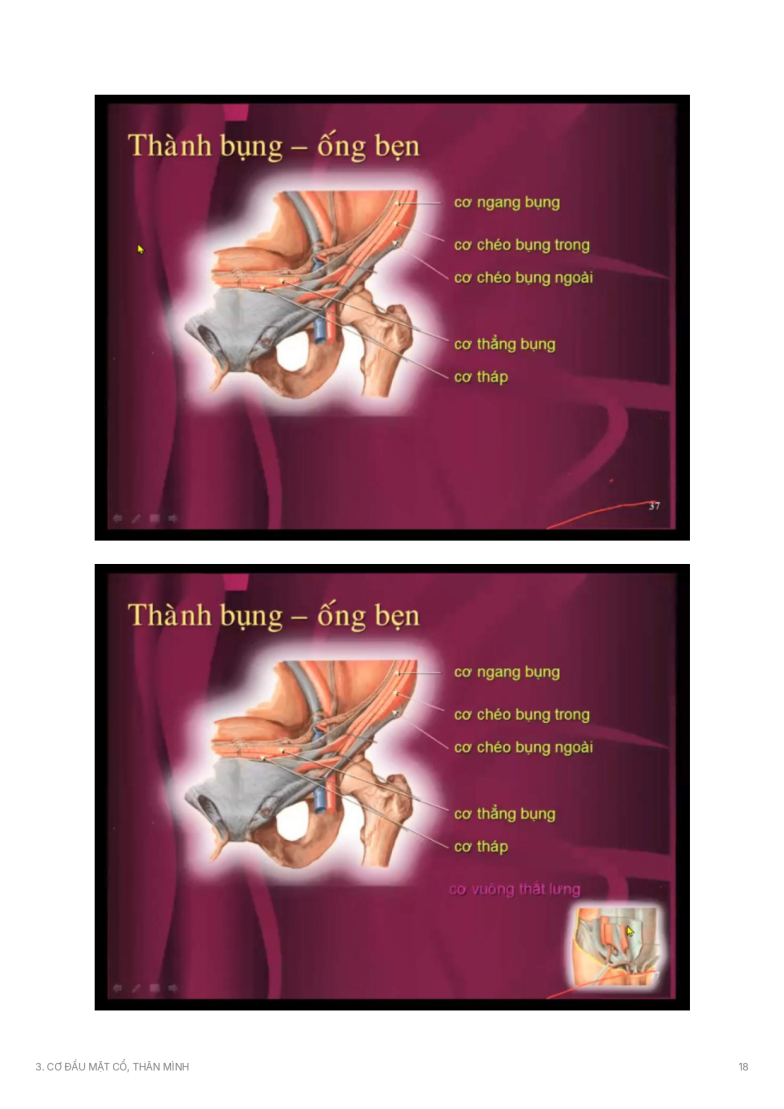 Thành bụng – ống bẹn
cơ ngang bụng
cơ chéo bụng trong
cơ chéo bụng ngoài
cơ thẳng bụng
cơ tháp
37
Thành bụng – ống bẹn
cơ ngang bụng
cơ chéo bụng trong
cơ chéo bụng ngoài
cơ thẳng bụng
cơ tháp
cơ vuông thắt lưng
3. CƠ ĐẦU MẶT CỔ, THÂN MÌNH
18